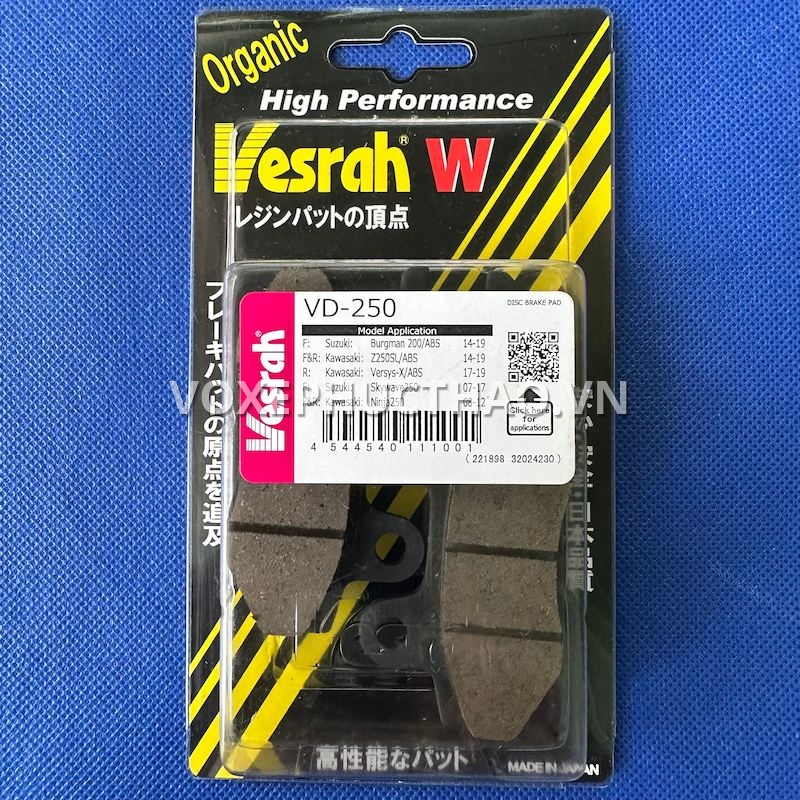 Organic
High Performance
Vesrah® W
レジンパットの頂点
ブレーキパットの原点を追及
VD-250
DISC BRAKE PAD
Model Application
F: Suzuki: Burgman 200/ABS 14-19
F&R: Kawasaki: Z250SL/ABS 14-19
R: Kawasaki: Versys-X/ABS 17-19
Suzuki: Skywave250 07-17
F&R: Kawasaki: Ninja250 08-12
Vesrah®
VOXEPHUCTHAO.VN
Click here
for
applications
4 544540 111001
(221898 32024230)
高性能なパット
MADE IN JAPAN